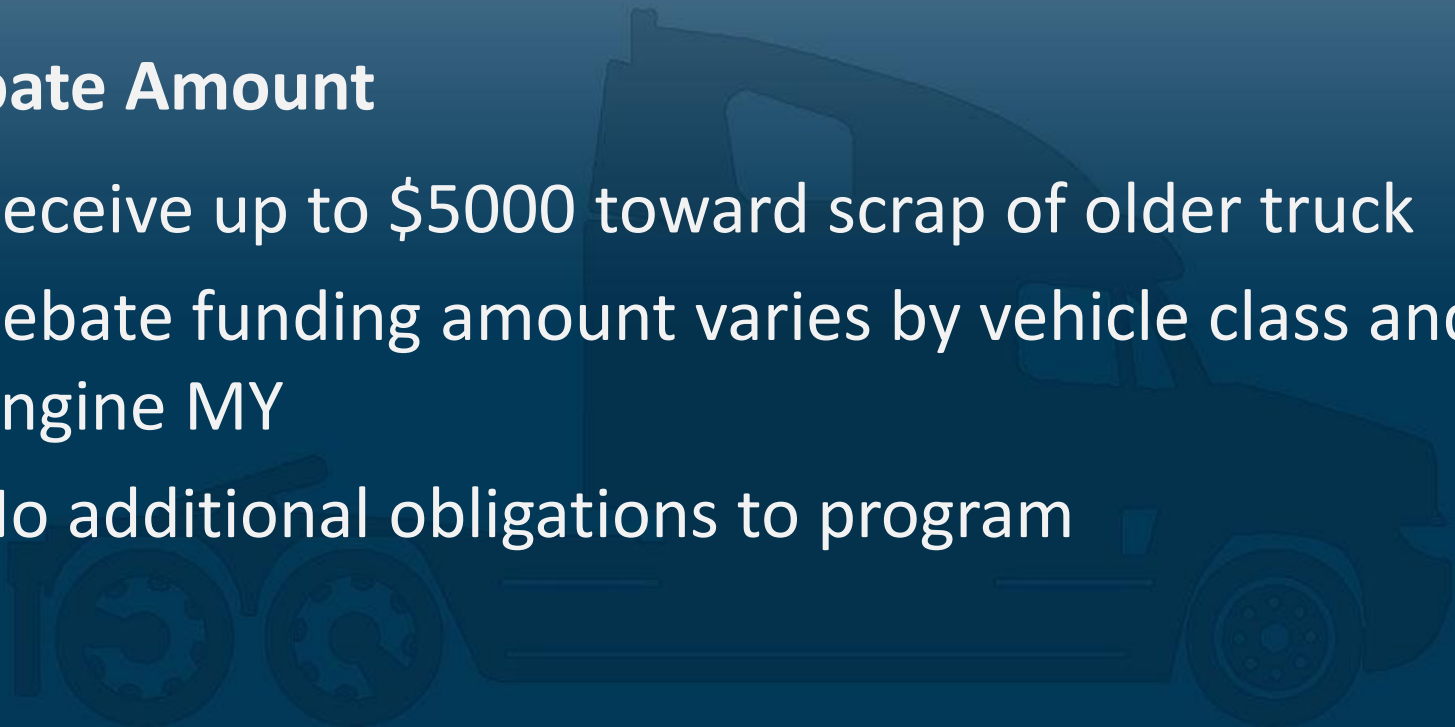 bate Amount
eceive up to $5000 toward scrap of older truck
ebate funding amount varies by vehicle class and
ngine MY
No additional obligations to program